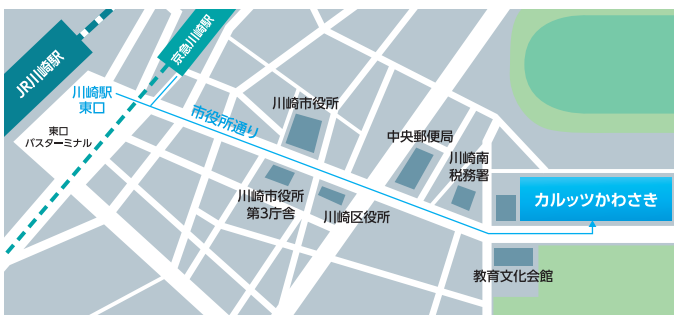 JR川崎駅
京急川崎駅
川崎駅
東口
東口
バスターミナル
市役所通り
川崎市役所
中央郵便局
川崎南
税務署
カルッツかわさき
川崎市役所
第3庁舎
川崎区役所
教育文化会館